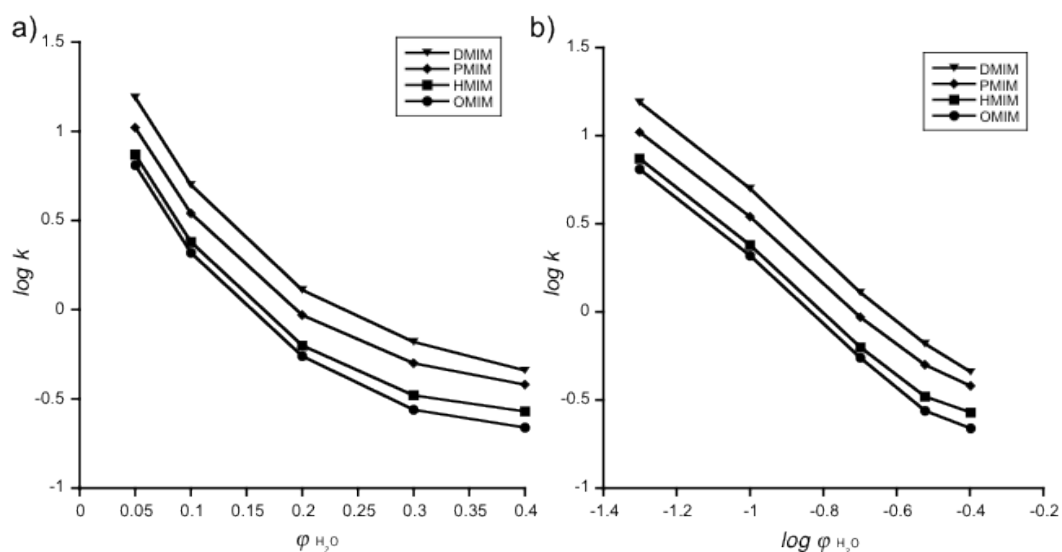 a)
1.5
1
0.5
0
-0.5
-1
log k
DMIM
PMIM
HMIM
OMIM
0 0.05 0.1 0.15 0.2 0.25 0.3 0.35 0.4
φ H₂O
b)
1.5
1
0.5
0
-0.5
-1
log k
DMIM
PMIM
HMIM
OMIM
-1.4 -1.2 -1 -0.8 -0.6 -0.4 -0.2
log φ H₂O